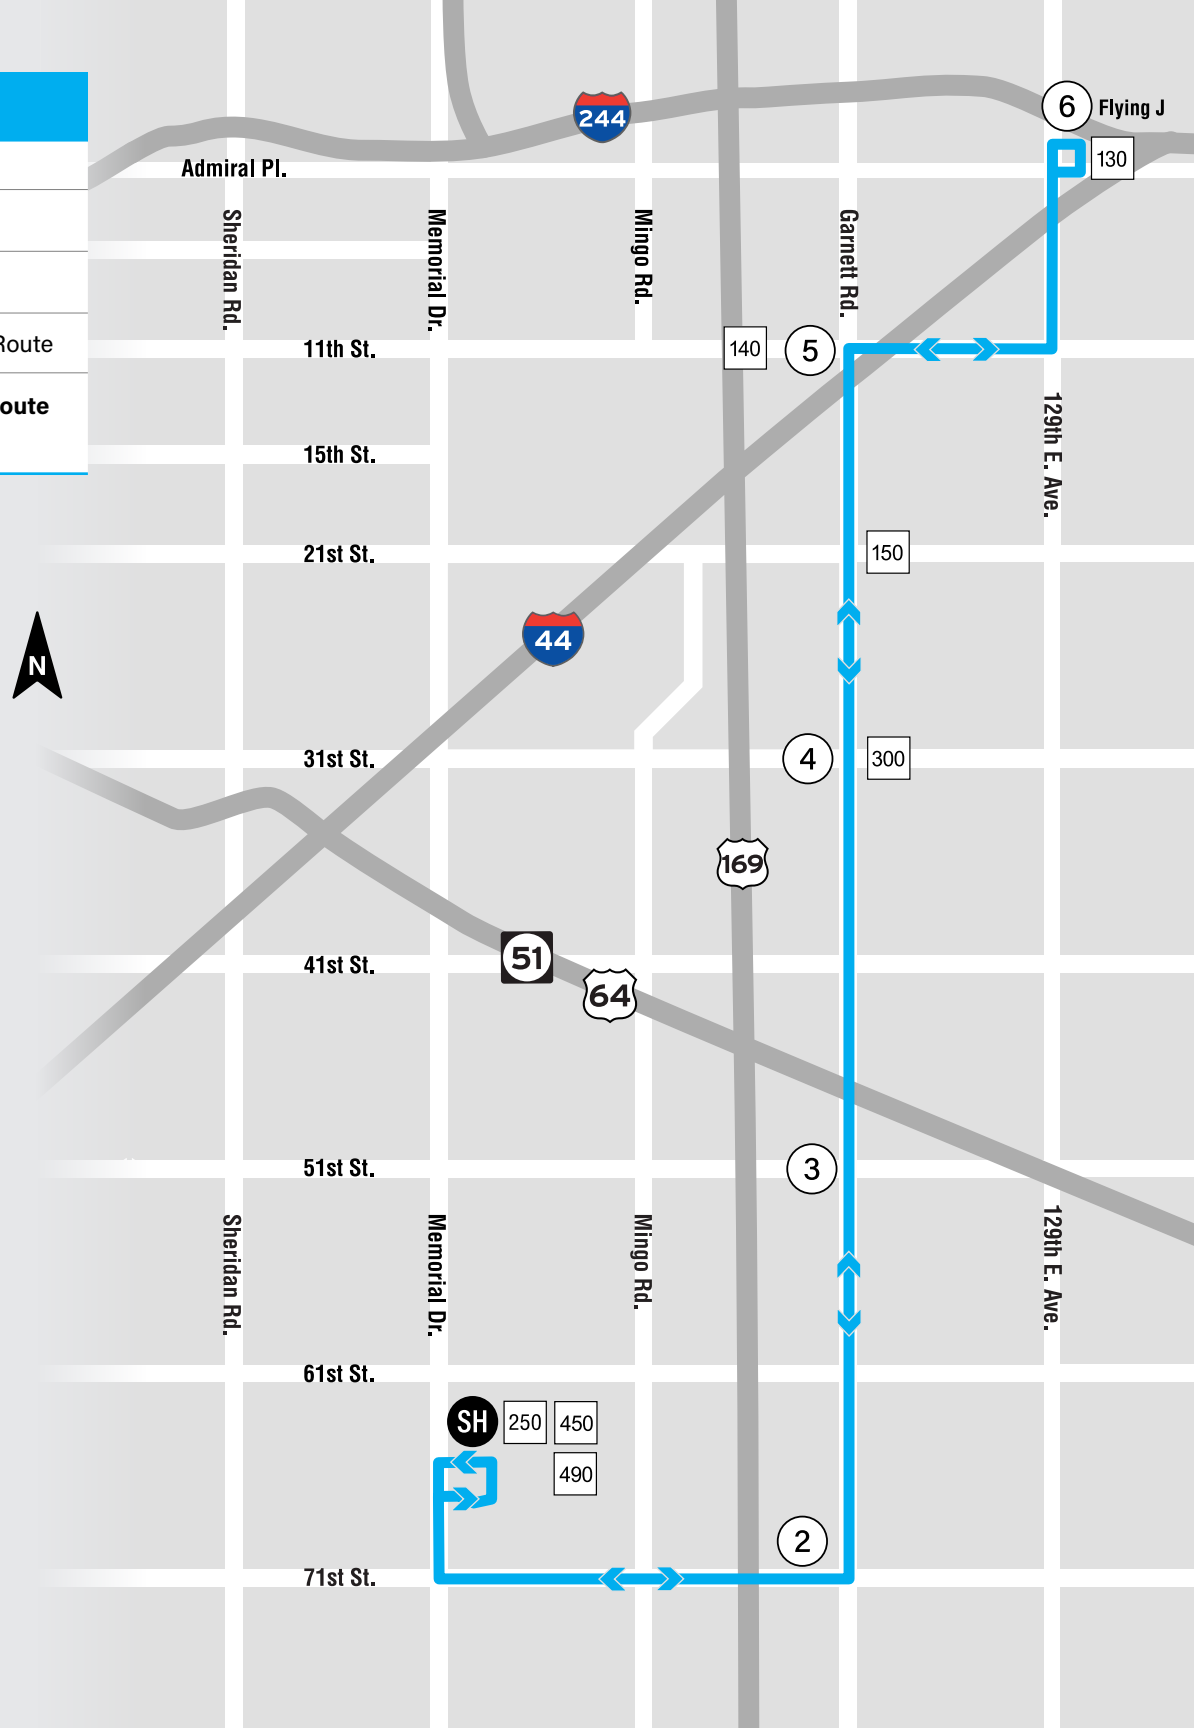 6 Flying J
244
130
Admiral Pl.
Sheridan Rd.
Memorial Dr.
Mingo Rd.
Garnett Rd.
Route
11th St.
140
5
oute
129th E. Ave.
15th St.
21st St.
150
44
N
31st St.
4
300
169
51
41st St.
64
51st St.
3
Sheridan Rd.
Memorial Dr.
Mingo Rd.
129th E. Ave.
61st St.
SH 250 450
490
2
71st St.